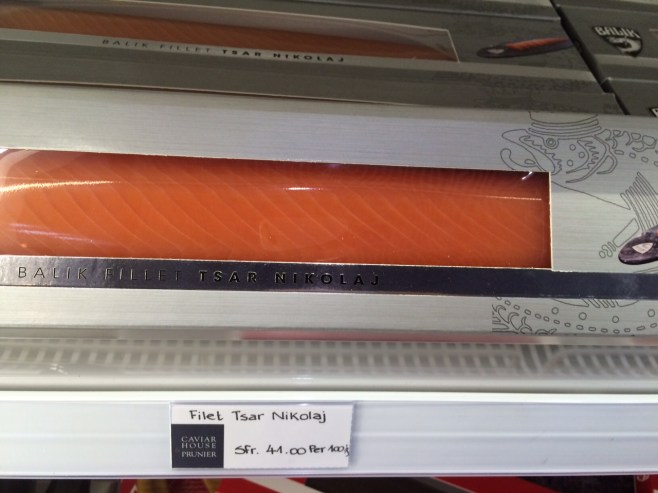 BALIK FILLET TSAR NIKOLAJ
BALIK
BALIK FILLET TSAR NIKOLAJ
Filet Tsar Nikolaj
CAVIAR
HOUSE
PRUNIER
Sfr. 41.00 Per 100g